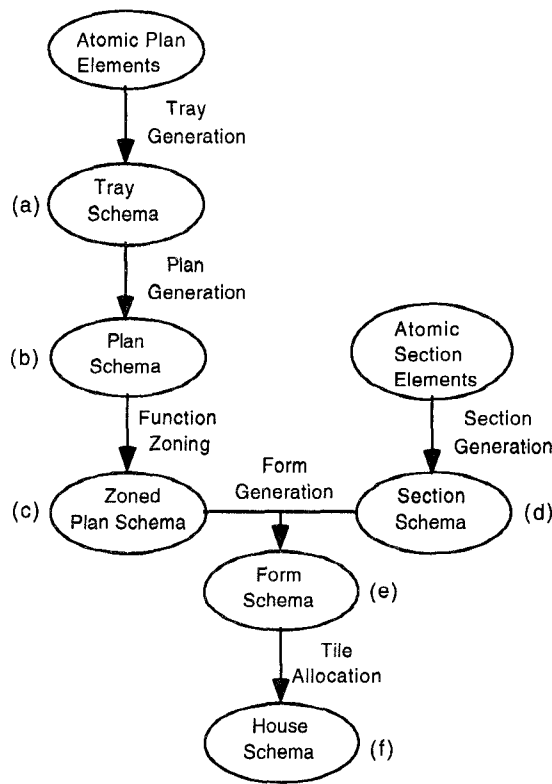 Atomic Plan
Elements
Tray
Generation
(a)
Tray
Schema
Plan
Generation
(b)
Plan
Schema
Atomic
Section
Elements
Function
Zoning
Section
Generation
Form
Generation
(c)
Zoned
Plan Schema
Section
Schema
(d)
Form
Schema
(e)
Tile
Allocation
House
Schema
(f)